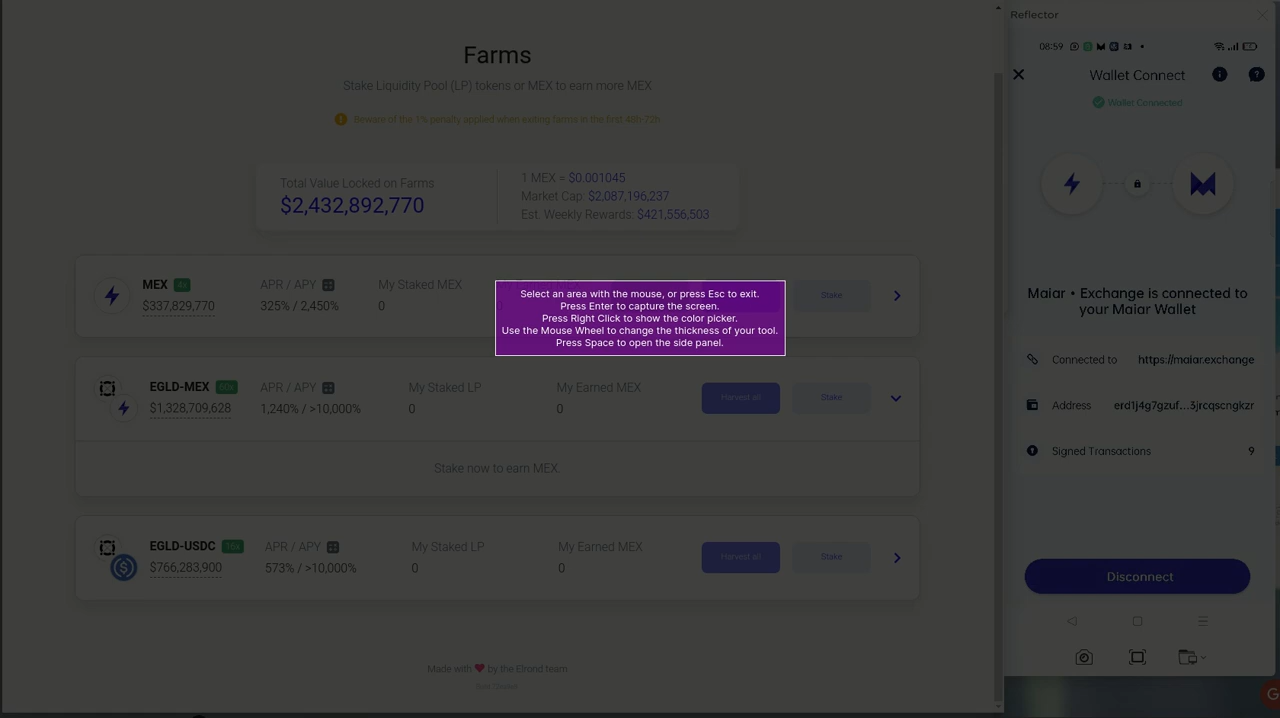 Farms
Stake Liquidity Pool (LP) tokens or MEX to earn more MEX
Beware of the 1% penalty applied when exiting farms in the first 48h 72h
Total Value Locked on Farms
$2,432,892,770
1 MEX = $0.001045
Market Cap: $2,087,196,237
Est. Weekly Rewards: $421,556,503
MEX 4x
$337,829,770
APR / APY
325% / 2,450%
My Staked MEX
0
Stake
Select an area with the mouse, or press Esc to exit.
Press Enter to capture the screen.
Press Right Click to show the color picker.
Use the Mouse Wheel to change the thickness of your tool.
Press Space to open the side panel.
EGLD-MEX
$1,328,709,628
APR / APY
1,240% / >10,000%
My Staked LP
0
My Earned MEX
0
Harvest all
Stake
Stake now to earn MEX.
EGLD-USDC 16x
$766,283,900
APR / APY
573% / >10,000%
My Staked LP
0
My Earned MEX
0
Harvest all
Stake
Made with ❤ by the Elrond team
Reflector
08:59
Wallet Connect
Wallet Connected
Maiar • Exchange is connected to
your Maiar Wallet
Connected to https://maiar.exchange
Address erd1j4g7gzuf...3jrcqscngkzr
Signed Transactions 9
Disconnect